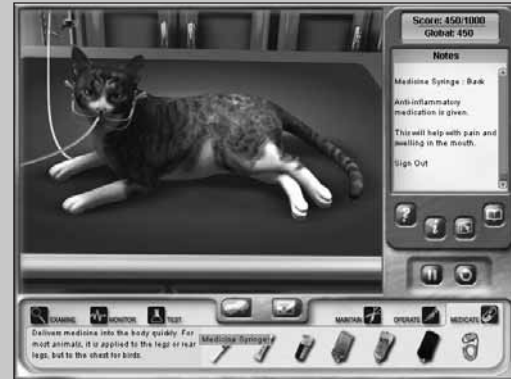 Score: 450/1000
Global: 450
Notes
Medicine Syringe : Back
Anti-inflammatory
medication is given.
This will help with pain and
swelling in the mouth.
Sign Out
EXAMINE
MONITOR
TEST
MAINTAIN
OPERATE
MEDICATE
Delivers medicine into the body quickly. For
most animals, it is applied to the legs or rear
legs, but to the chest for birds.
Medicine Syringe